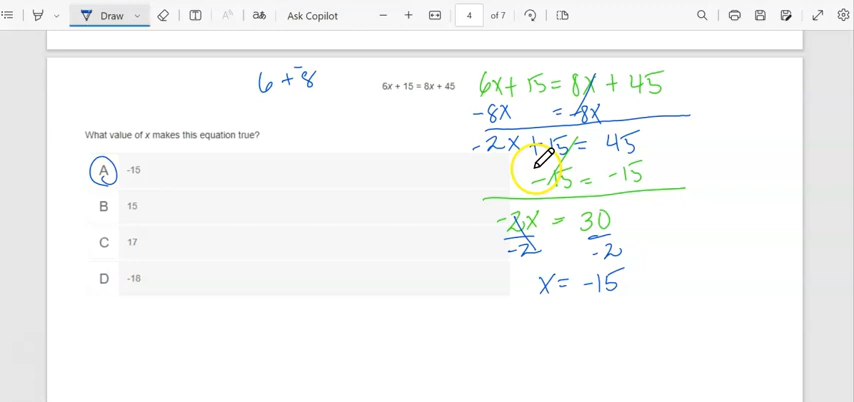 Draw
aあ
Ask Copilot
4 of 7
6 + -8
6x + 15 = 8x + 45
6x + 15 = 8x + 45
-8x = -8x
What value of x makes this equation true?
-2x + 15 = 45
A -15
-15 = -15
B 15
-2x = 30
-2 -2
C 17
D -18
x = -15